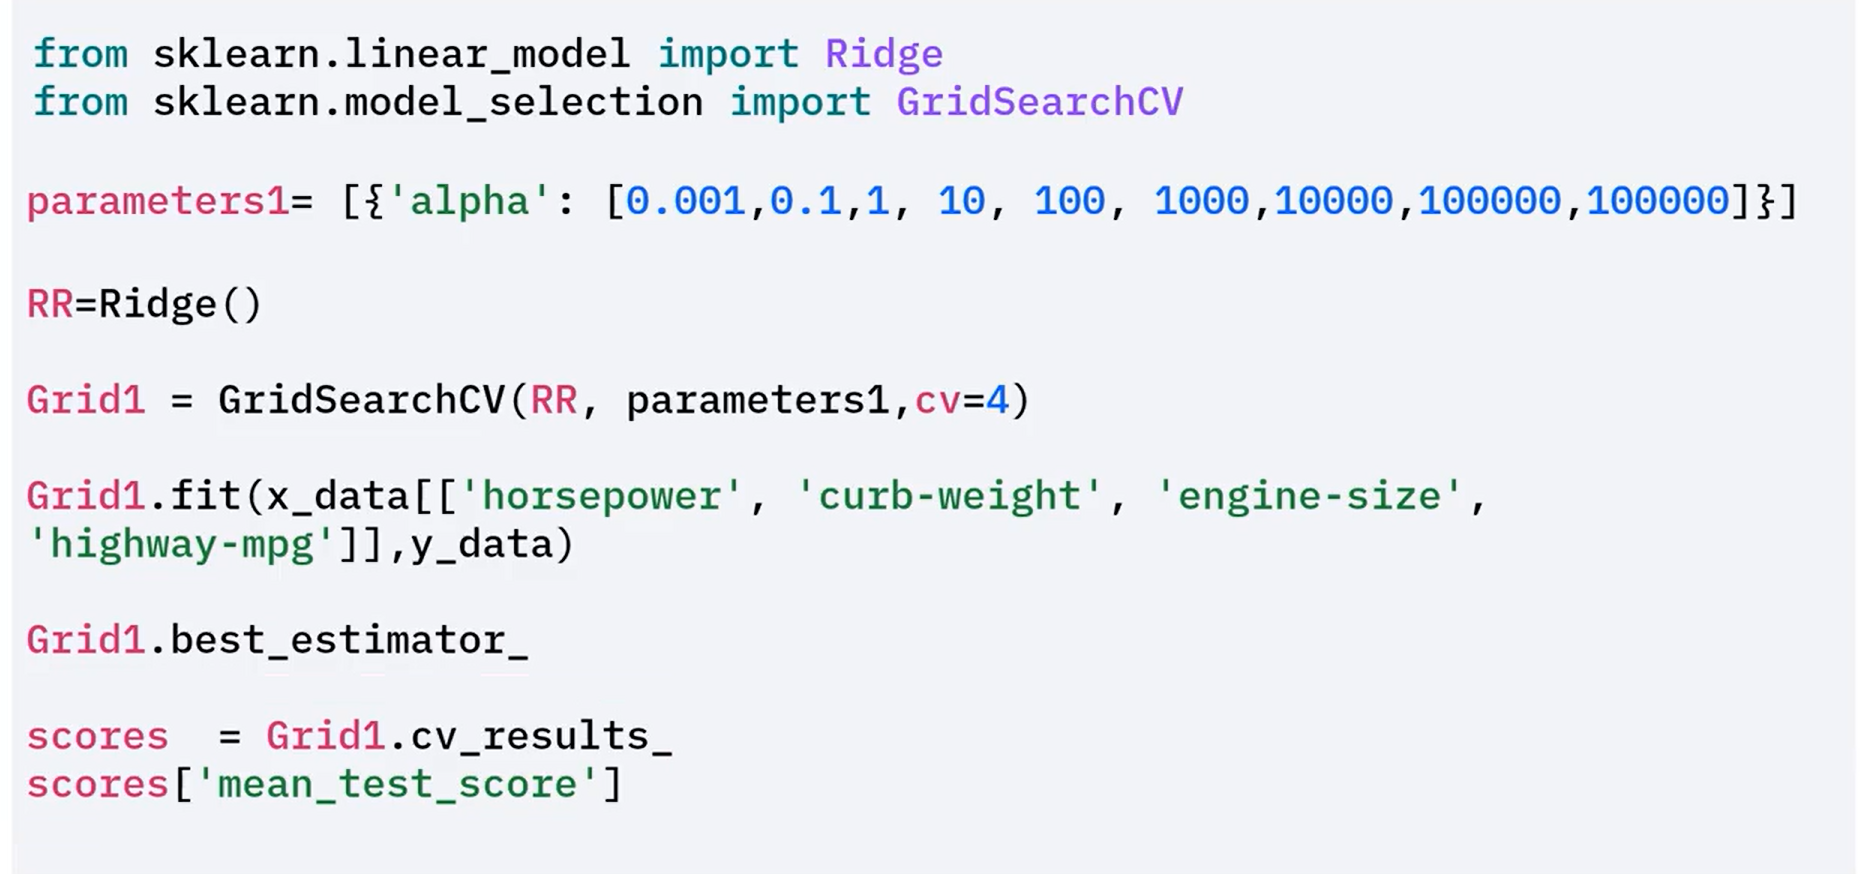 from sklearn.linear_model import Ridge
from sklearn.model_selection import GridSearchCV
parameters1= [{'alpha': [0.001,0.1,1, 10, 100, 1000,10000,100000,100000]}]
RR=Ridge()
Grid1 = GridSearchCV(RR, parameters1,cv=4)
Grid1.fit(x_data[['horsepower', 'curb-weight', 'engine-size',
'highway-mpg']],y_data)
Grid1.best_estimator_
scores  = Grid1.cv_results_
scores['mean_test_score']